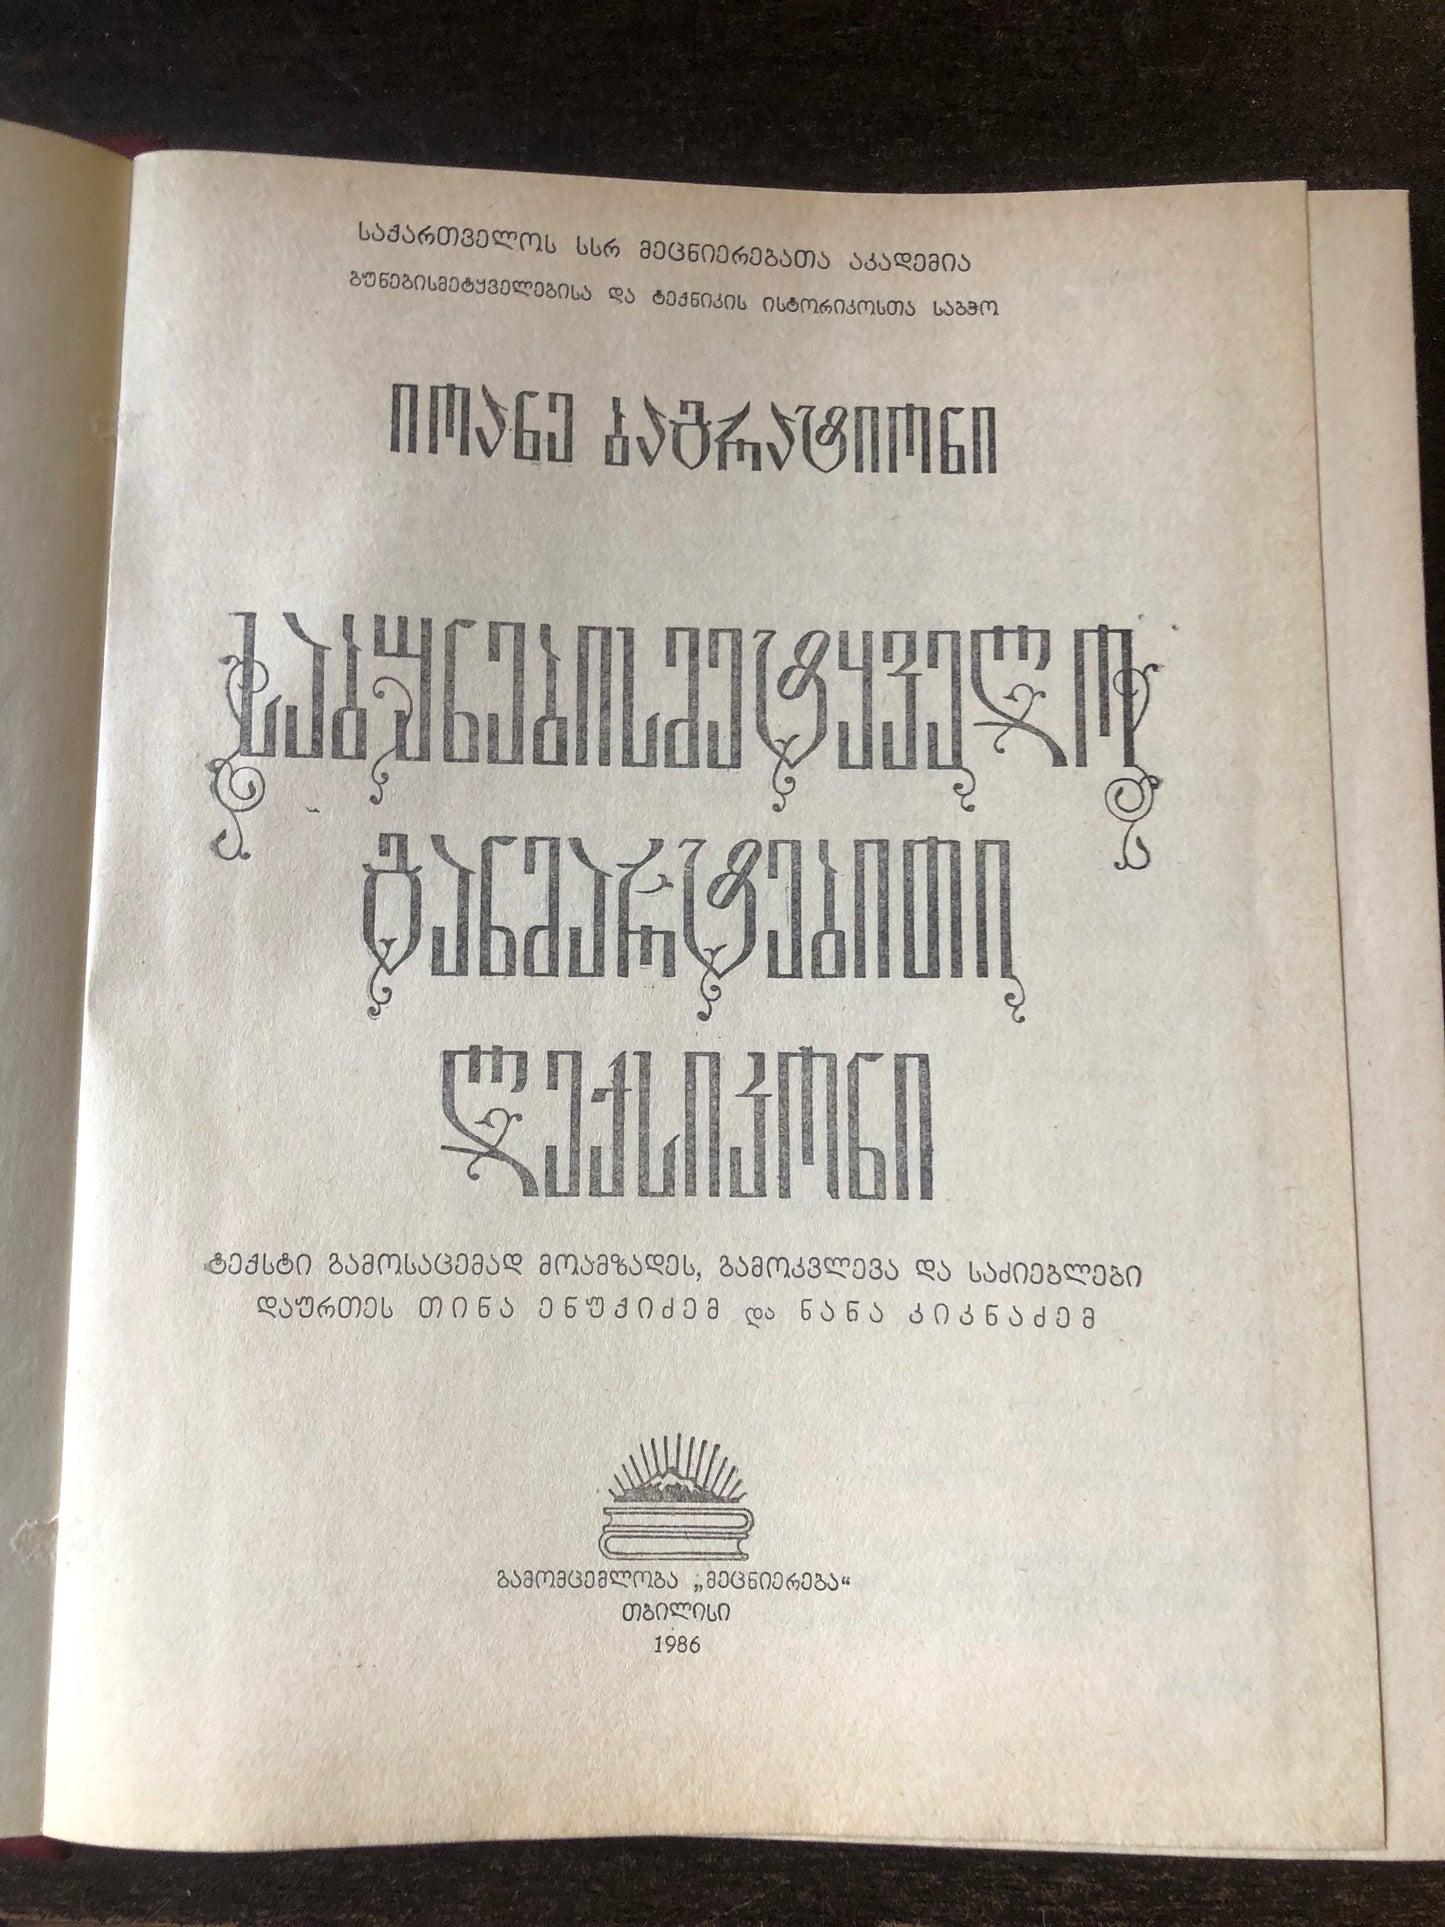 საქართველოს სსრ მეცნიერებათა აკადემია
ბუნებისმეტყველებისა და ტექნიკის ისტორიკოსთა საბჭო
იოანე ბაგრატიონი
საბუნებისმეტყველო
განმარტებითი
ლექსიკონი
ტექსტი გამოსაცემად მოამზადეს, გამოკვლევა და საძიებლები
დაურთეს თინა ენუქიძემ და ნანა კიკნაძემ
გამომცემლობა „მეცნიერება“
თბილისი
1986